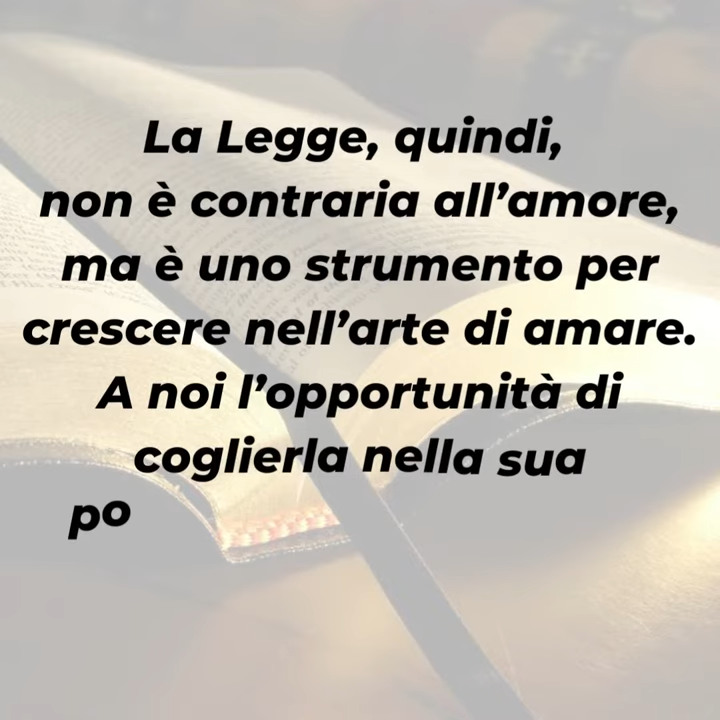 La Legge, quindi,
non è contraria all’amore,
ma è uno strumento per
crescere nell’arte di amare.
A noi l’opportunità di
coglierla nella sua
po